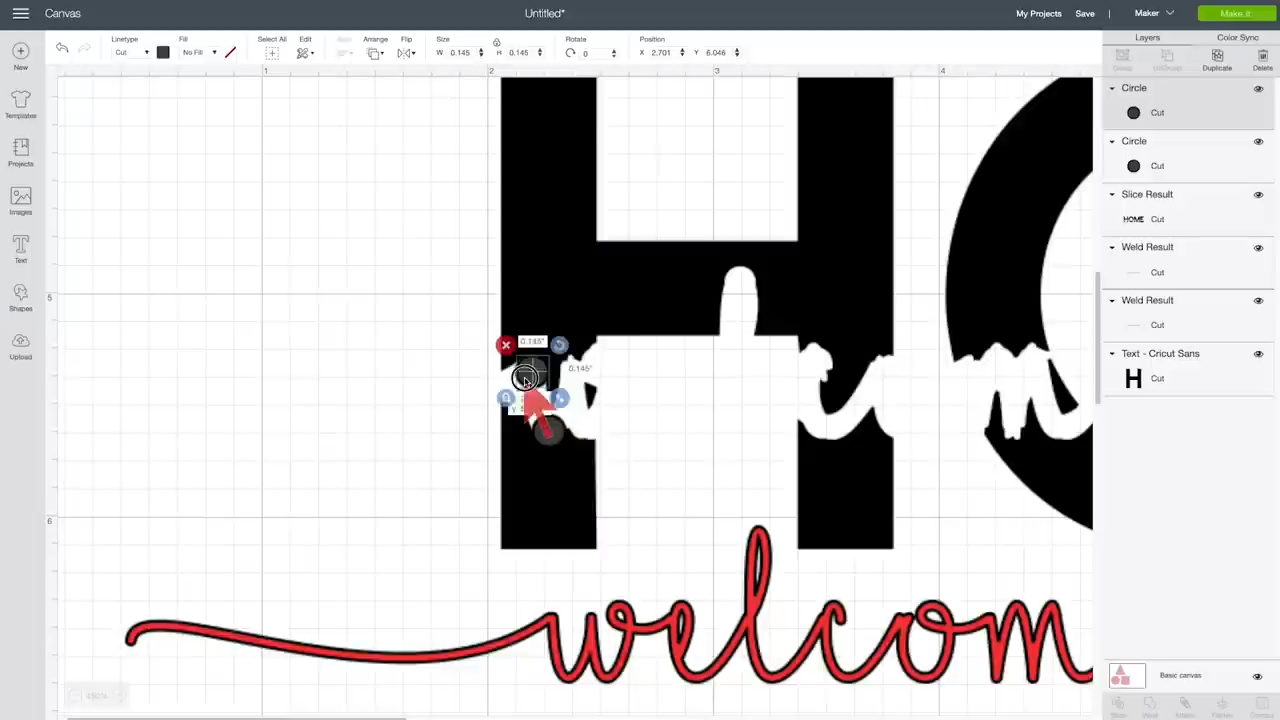 Canvas
Untitled*
My Projects
Save
|
Maker
Make It
New
Templates
Projects
Images
Text
Shapes
Upload
Linetype
Cut
Fill
No Fill
Select All
Edit
Arrange
Flip
Size
W 0.145
H 0.145
Rotate
0
Position
X 2.701
Y 6.046
Layers
Color Sync
Group
UnGroup
Duplicate
Delete
1
2
3
4
5
6
Circle
Cut
Circle
Cut
Slice Result
HOME Cut
Weld Result
Cut
Weld Result
Cut
Text - Cricut Sans
H Cut
Basic canvas
0.145"
0.145"
H
welcom